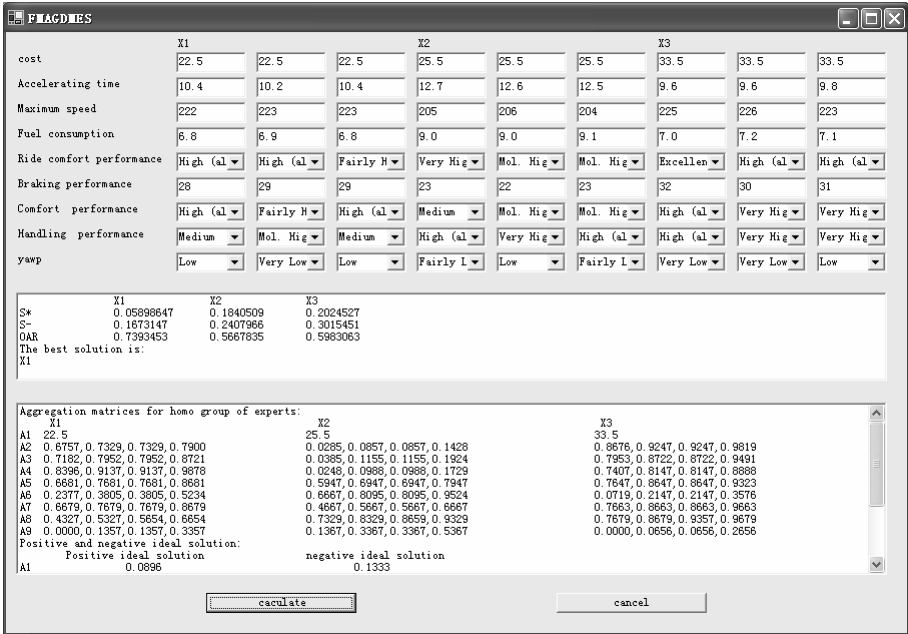 FMAGDMES
X1 X2 X3
cost 22.5 22.5 22.5 25.5 25.5 25.5 33.5 33.5 33.5
Accelerating time 10.4 10.2 10.4 12.7 12.6 12.5 9.6 9.6 9.8
Maximum speed 222 223 223 205 206 204 225 226 223
Fuel consumption 6.8 6.9 6.8 9.0 9.0 9.1 7.0 7.2 7.1
Ride comfort performance High (al High (al Fairly H Very Hig Mol. Hig Mol. Hig Excellen High (al High (al
Braking performance 28 29 29 23 22 23 32 30 31
Comfort performance High (al Fairly H High (al Medium Mol. Hig Mol. Hig High (al Very Hig Very Hig
Handling performance Medium Mol. Hig Medium High (al Very Hig High (al High (al Very Hig Very Hig
yawp Low Very Low Low Fairly L Low Fairly L Very Low Very Low Low
X1 X2 X3
S* 0.05898647 0.1840509 0.2024527
S- 0.1673147 0.2407966 0.3015451
OAR 0.7393453 0.5667835 0.5983063
The best solution is:
X1
Aggregation matrices for homo group of experts:
X1 X2 X3
A1 22.5 25.5 33.5
A2 0.6757, 0.7329, 0.7329, 0.7900 0.0285, 0.0857, 0.0857, 0.1428 0.8676, 0.9247, 0.9247, 0.9819
A3 0.7182, 0.7952, 0.7952, 0.8721 0.0385, 0.1155, 0.1155, 0.1924 0.7953, 0.8722, 0.8722, 0.9491
A4 0.8396, 0.9137, 0.9137, 0.9878 0.0248, 0.0988, 0.0988, 0.1729 0.7407, 0.8147, 0.8147, 0.8888
A5 0.6681, 0.7681, 0.7681, 0.8681 0.5947, 0.6947, 0.6947, 0.7947 0.7647, 0.8647, 0.8647, 0.9323
A6 0.2377, 0.3805, 0.3805, 0.5234 0.6667, 0.8095, 0.8095, 0.9524 0.0719, 0.2147, 0.2147, 0.3576
A7 0.6679, 0.7679, 0.7679, 0.8679 0.4667, 0.5667, 0.5667, 0.6667 0.7663, 0.8663, 0.8663, 0.9663
A8 0.4327, 0.5327, 0.5654, 0.6654 0.7329, 0.8329, 0.8659, 0.9329 0.7679, 0.8679, 0.9357, 0.9679
A9 0.0000, 0.1357, 0.1357, 0.3357 0.1367, 0.3367, 0.3367, 0.5367 0.0000, 0.0656, 0.0656, 0.2656
Positive and negative ideal solution:
Positive ideal solution negative ideal solution
A1 0.0896 0.1333
caculate cancel